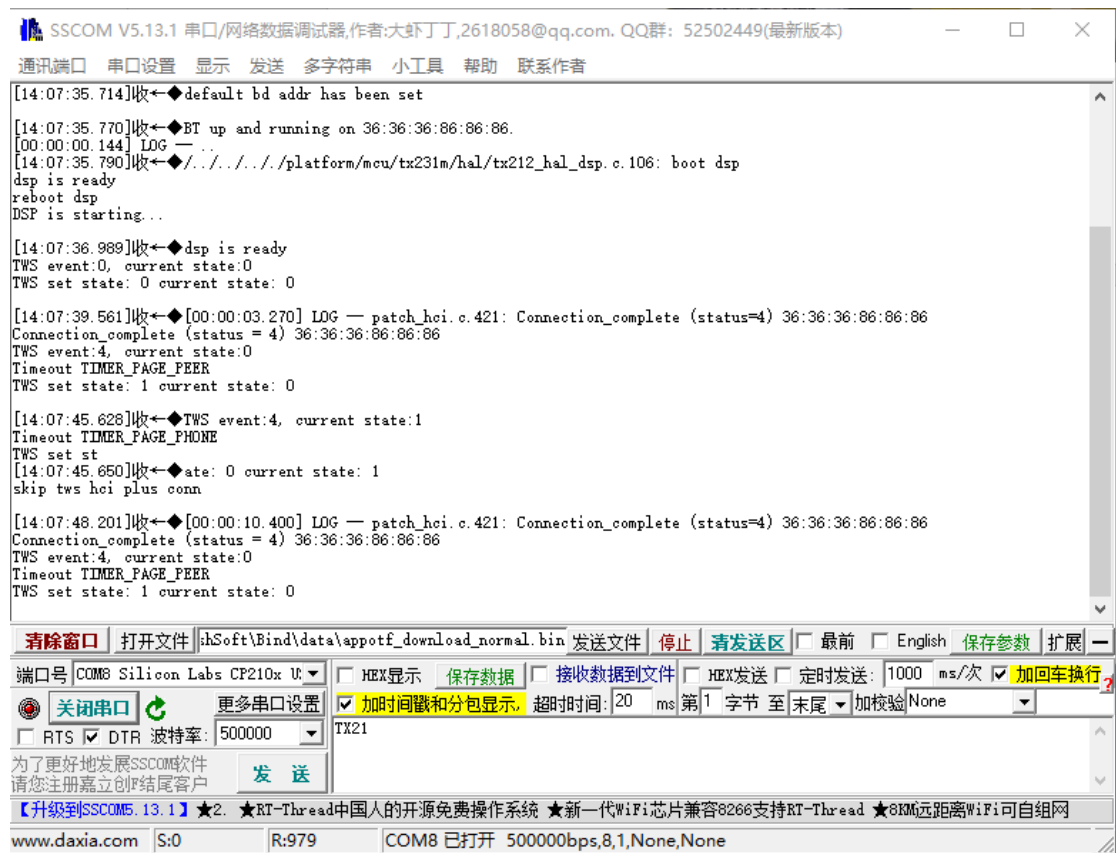 SSCOM V5.13.1 串口/网络数据调试器,作者:大虾丁丁,2618058@qq.com. QQ群: 52502449(最新版本)
通讯端口 串口设置 显示 发送 多字符串 小工具 帮助 联系作者
[14:07:35.714]收←◆default bd addr has been set
[14:07:35.770]收←◆BT up and running on 36:36:36:86:86:86.
[00:00:00.144] LOG — ..
[14:07:35.790]收←◆/../../.././platform/mcu/tx231m/hal/tx212_hal_dsp.c.106: boot dsp
dsp is ready
reboot dsp
DSP is starting...
[14:07:36.989]收←◆dsp is ready
TWS event:0, current state:0
TWS set state: 0 current state: 0
[14:07:39.561]收←◆[00:00:03.270] LOG — patch_hci.c.421: Connection_complete (status=4) 36:36:36:86:86:86
Connection_complete (status = 4) 36:36:36:86:86:86
TWS event:4, current state:0
Timeout TIMER_PAGE_PEER
TWS set state: 1 current state: 0
[14:07:45.628]收←◆TWS event:4, current state:1
Timeout TIMER_PAGE_PHONE
TWS set st
[14:07:45.650]收←◆ate: 0 current state: 1
skip tws hci plus conn
[14:07:48.201]收←◆[00:00:10.400] LOG — patch_hci.c.421: Connection_complete (status=4) 36:36:36:86:86:86
Connection_complete (status = 4) 36:36:36:86:86:86
TWS event:4, current state:0
Timeout TIMER_PAGE_PEER
TWS set state: 1 current state: 0
清除窗口 打开文件 shSoft\Bind\data\appotf_download_normal.bin 发送文件 停止 清发送区 最前 English 保存参数 扩展 —
端口号 COM8 Silicon Labs CP210x U HEX显示 保存数据 接收数据到文件 HEX发送 定时发送: 1000 ms/次 加回车换行 ?
关闭串口 更多串口设置 加时间戳和分包显示, 超时时间: 20 ms 第 1 字节 至 末尾 加校验 None
RTS DTR 波特率: 500000 TX21
为了更好地发展SSCOM软件
请您注册嘉立创F结尾客户 发 送
【升级到SSCOM5.13.1】★2. ★RT-Thread中国人的开源免费操作系统 ★新一代WiFi芯片兼容8266支持RT-Thread ★8KM远距离WiFi可自组网
www.daxia.com S:0 R:979 COM8 已打开 500000bps,8,1,None,None